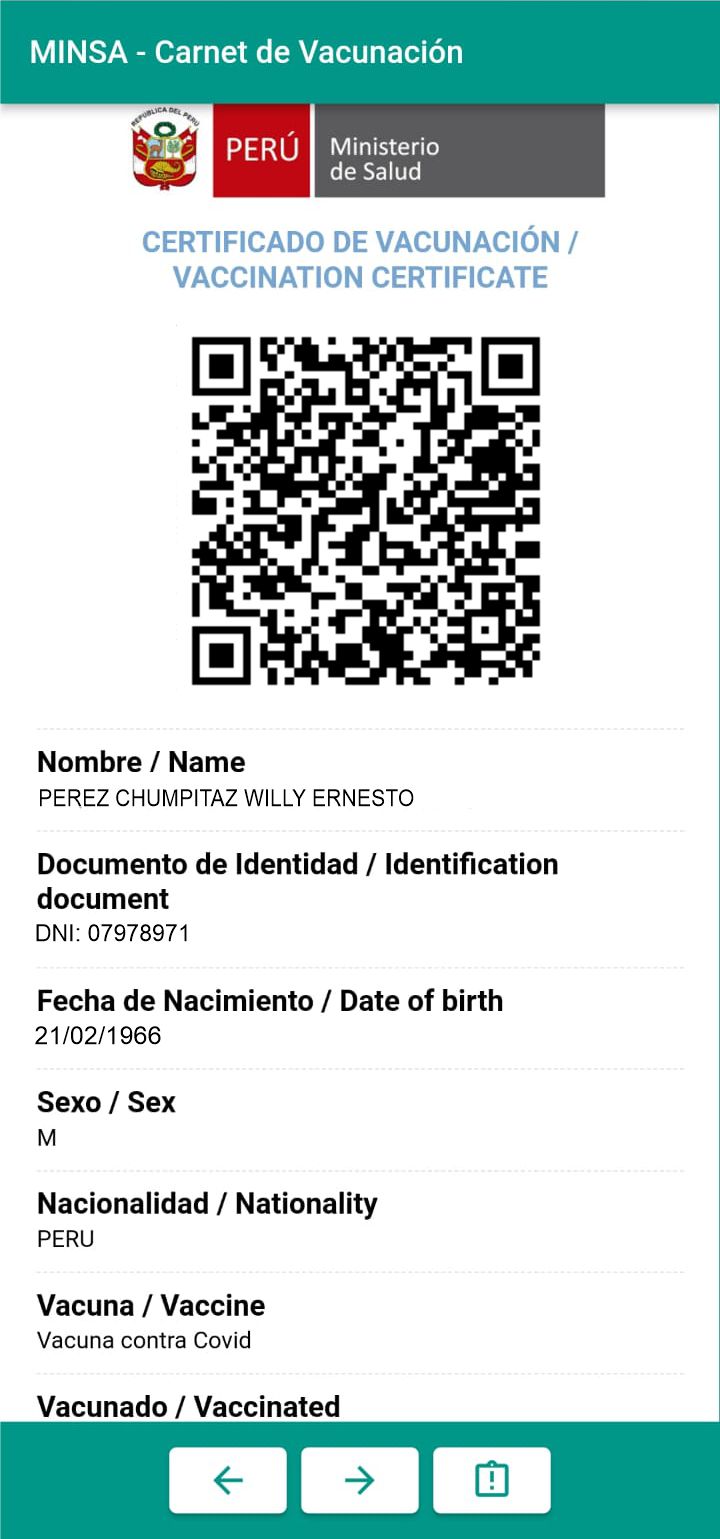 MINSA - Carnet de Vacunación
REPÚBLICA DEL PERÚ
PERÚ
Ministerio
de Salud
CERTIFICADO DE VACUNACIÓN /
VACCINATION CERTIFICATE
Nombre / Name
PEREZ CHUMPITAZ WILLY ERNESTO
Documento de Identidad / Identification
document
DNI: 07978971
Fecha de Nacimiento / Date of birth
21/02/1966
Sexo / Sex
M
Nacionalidad / Nationality
PERU
Vacuna / Vaccine
Vacuna contra Covid
Vacunado / Vaccinated